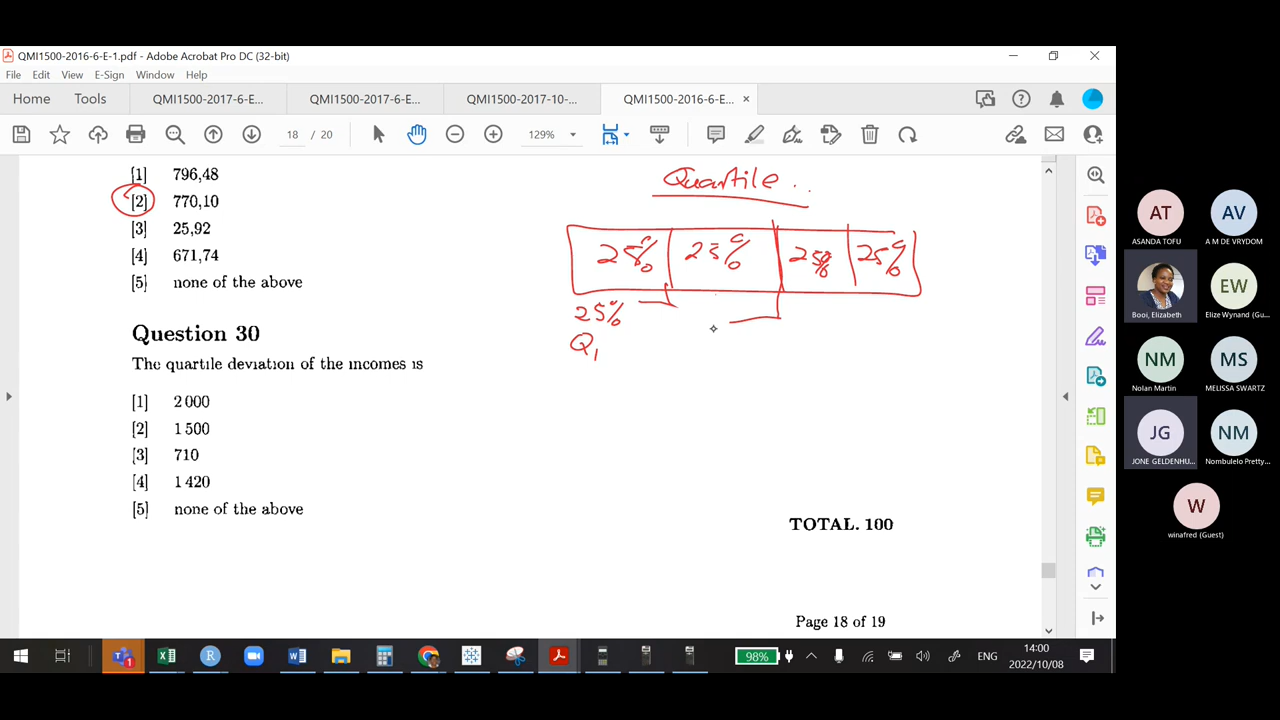 QMI1500-2016-6-E-1.pdf - Adobe Acrobat Pro DC (32-bit)
File Edit View E-Sign Window Help
Home Tools QMI1500-2017-6-E... QMI1500-2017-6-E... QMI1500-2017-10-... QMI1500-2016-6-E... ×
18 / 20 129%
[1] 796,48
[2] 770,10
[3] 25,92
[4] 671,74
[5] none of the above
Quartile..
25% 25% 25% 25%
25%
Q1
Question 30
The quartile deviation of the incomes is
[1] 2 000
[2] 1 500
[3] 710
[4] 1 420
[5] none of the above
TOTAL. 100
Page 18 of 19
AT
ASANDA TOFU
AV
A M DE VRYDOM
Booi, Elizabeth
EW
Elize Wynand (Gu...
NM
Nolan Martin
MS
MELISSA SWARTZ
JG
JONE GELDENHU...
NM
Nombulelo Pretty...
W
winafred (Guest)
1
98%
ENG
14:00
2022/10/08